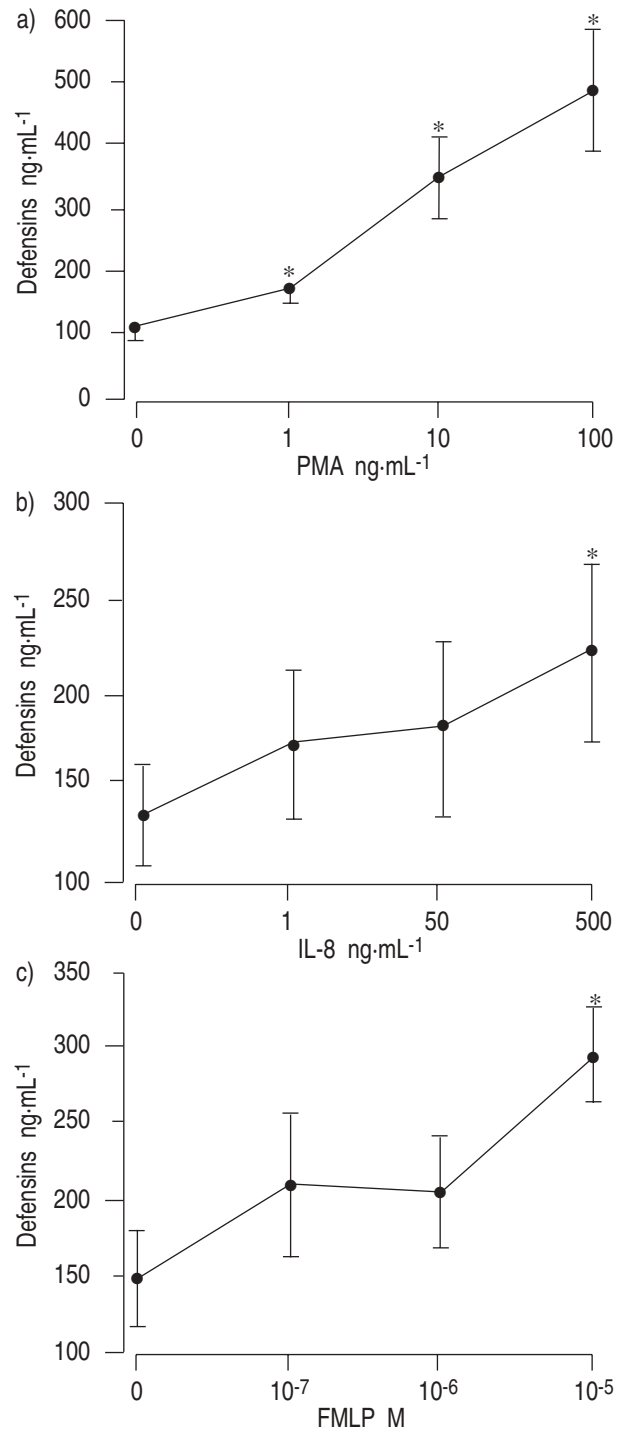 a)
600
500
400
300
200
100
0
Defensins ng·mL⁻¹
*
*
*
0 1 10 100
PMA ng·mL⁻¹
b)
300
250
200
150
100
Defensins ng·mL⁻¹
*
0 1 50 500
IL-8 ng·mL⁻¹
c)
350
300
250
200
150
100
Defensins ng·mL⁻¹
*
0 10⁻⁷ 10⁻⁶ 10⁻⁵
FMLP M